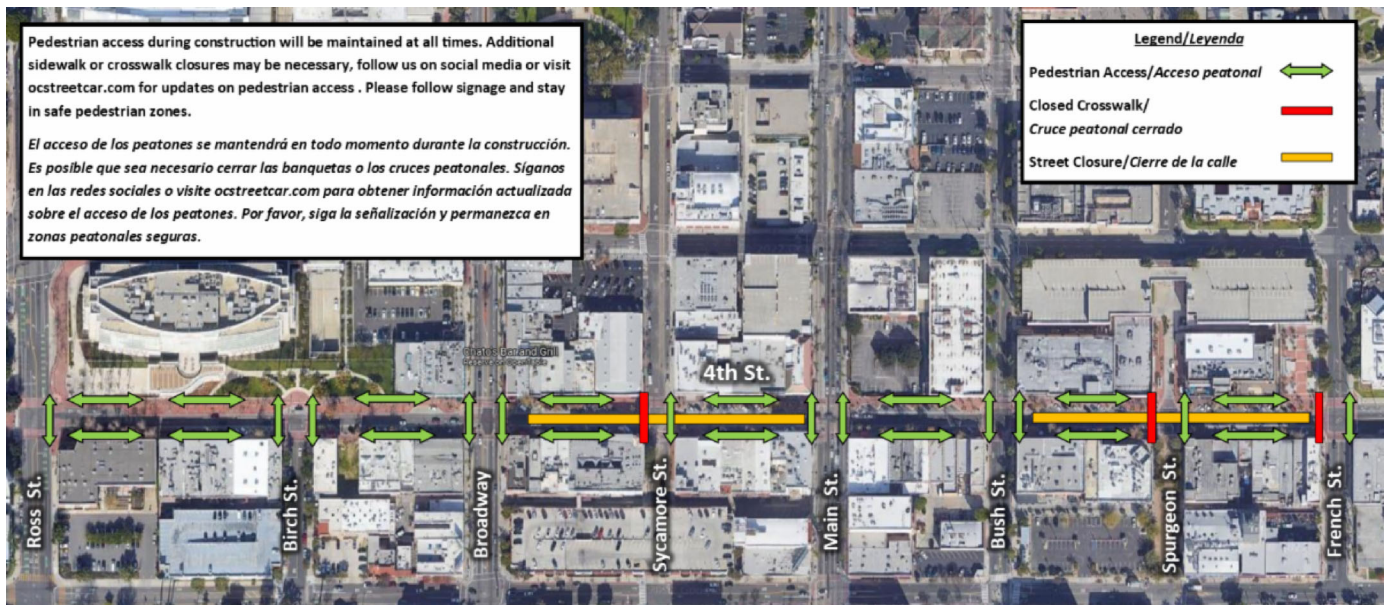 Pedestrian access during construction will be maintained at all times. Additional
sidewalk or crosswalk closures may be necessary, follow us on social media or visit
ocstreetcar.com for updates on pedestrian access . Please follow signage and stay
in safe pedestrian zones.
El acceso de los peatones se mantendrá en todo momento durante la construcción.
Es posible que sea necesario cerrar las banquetas o los cruces peatonales. Síganos
en las redes sociales o visite ocstreetcar.com para obtener información actualizada
sobre el acceso de los peatones. Por favor, siga la señalización y permanezca en
zonas peatonales seguras.
Legend/Leyenda
Pedestrian Access/Acceso peatonal
Closed Crosswalk/
Cruce peatonal cerrado
Street Closure/Cierre de la calle
Bar and Grill
4th St.
Ross St.
Birch St.
Broadway
Sycamore St.
Main St.
Bush St.
Spurgeon St.
French St.